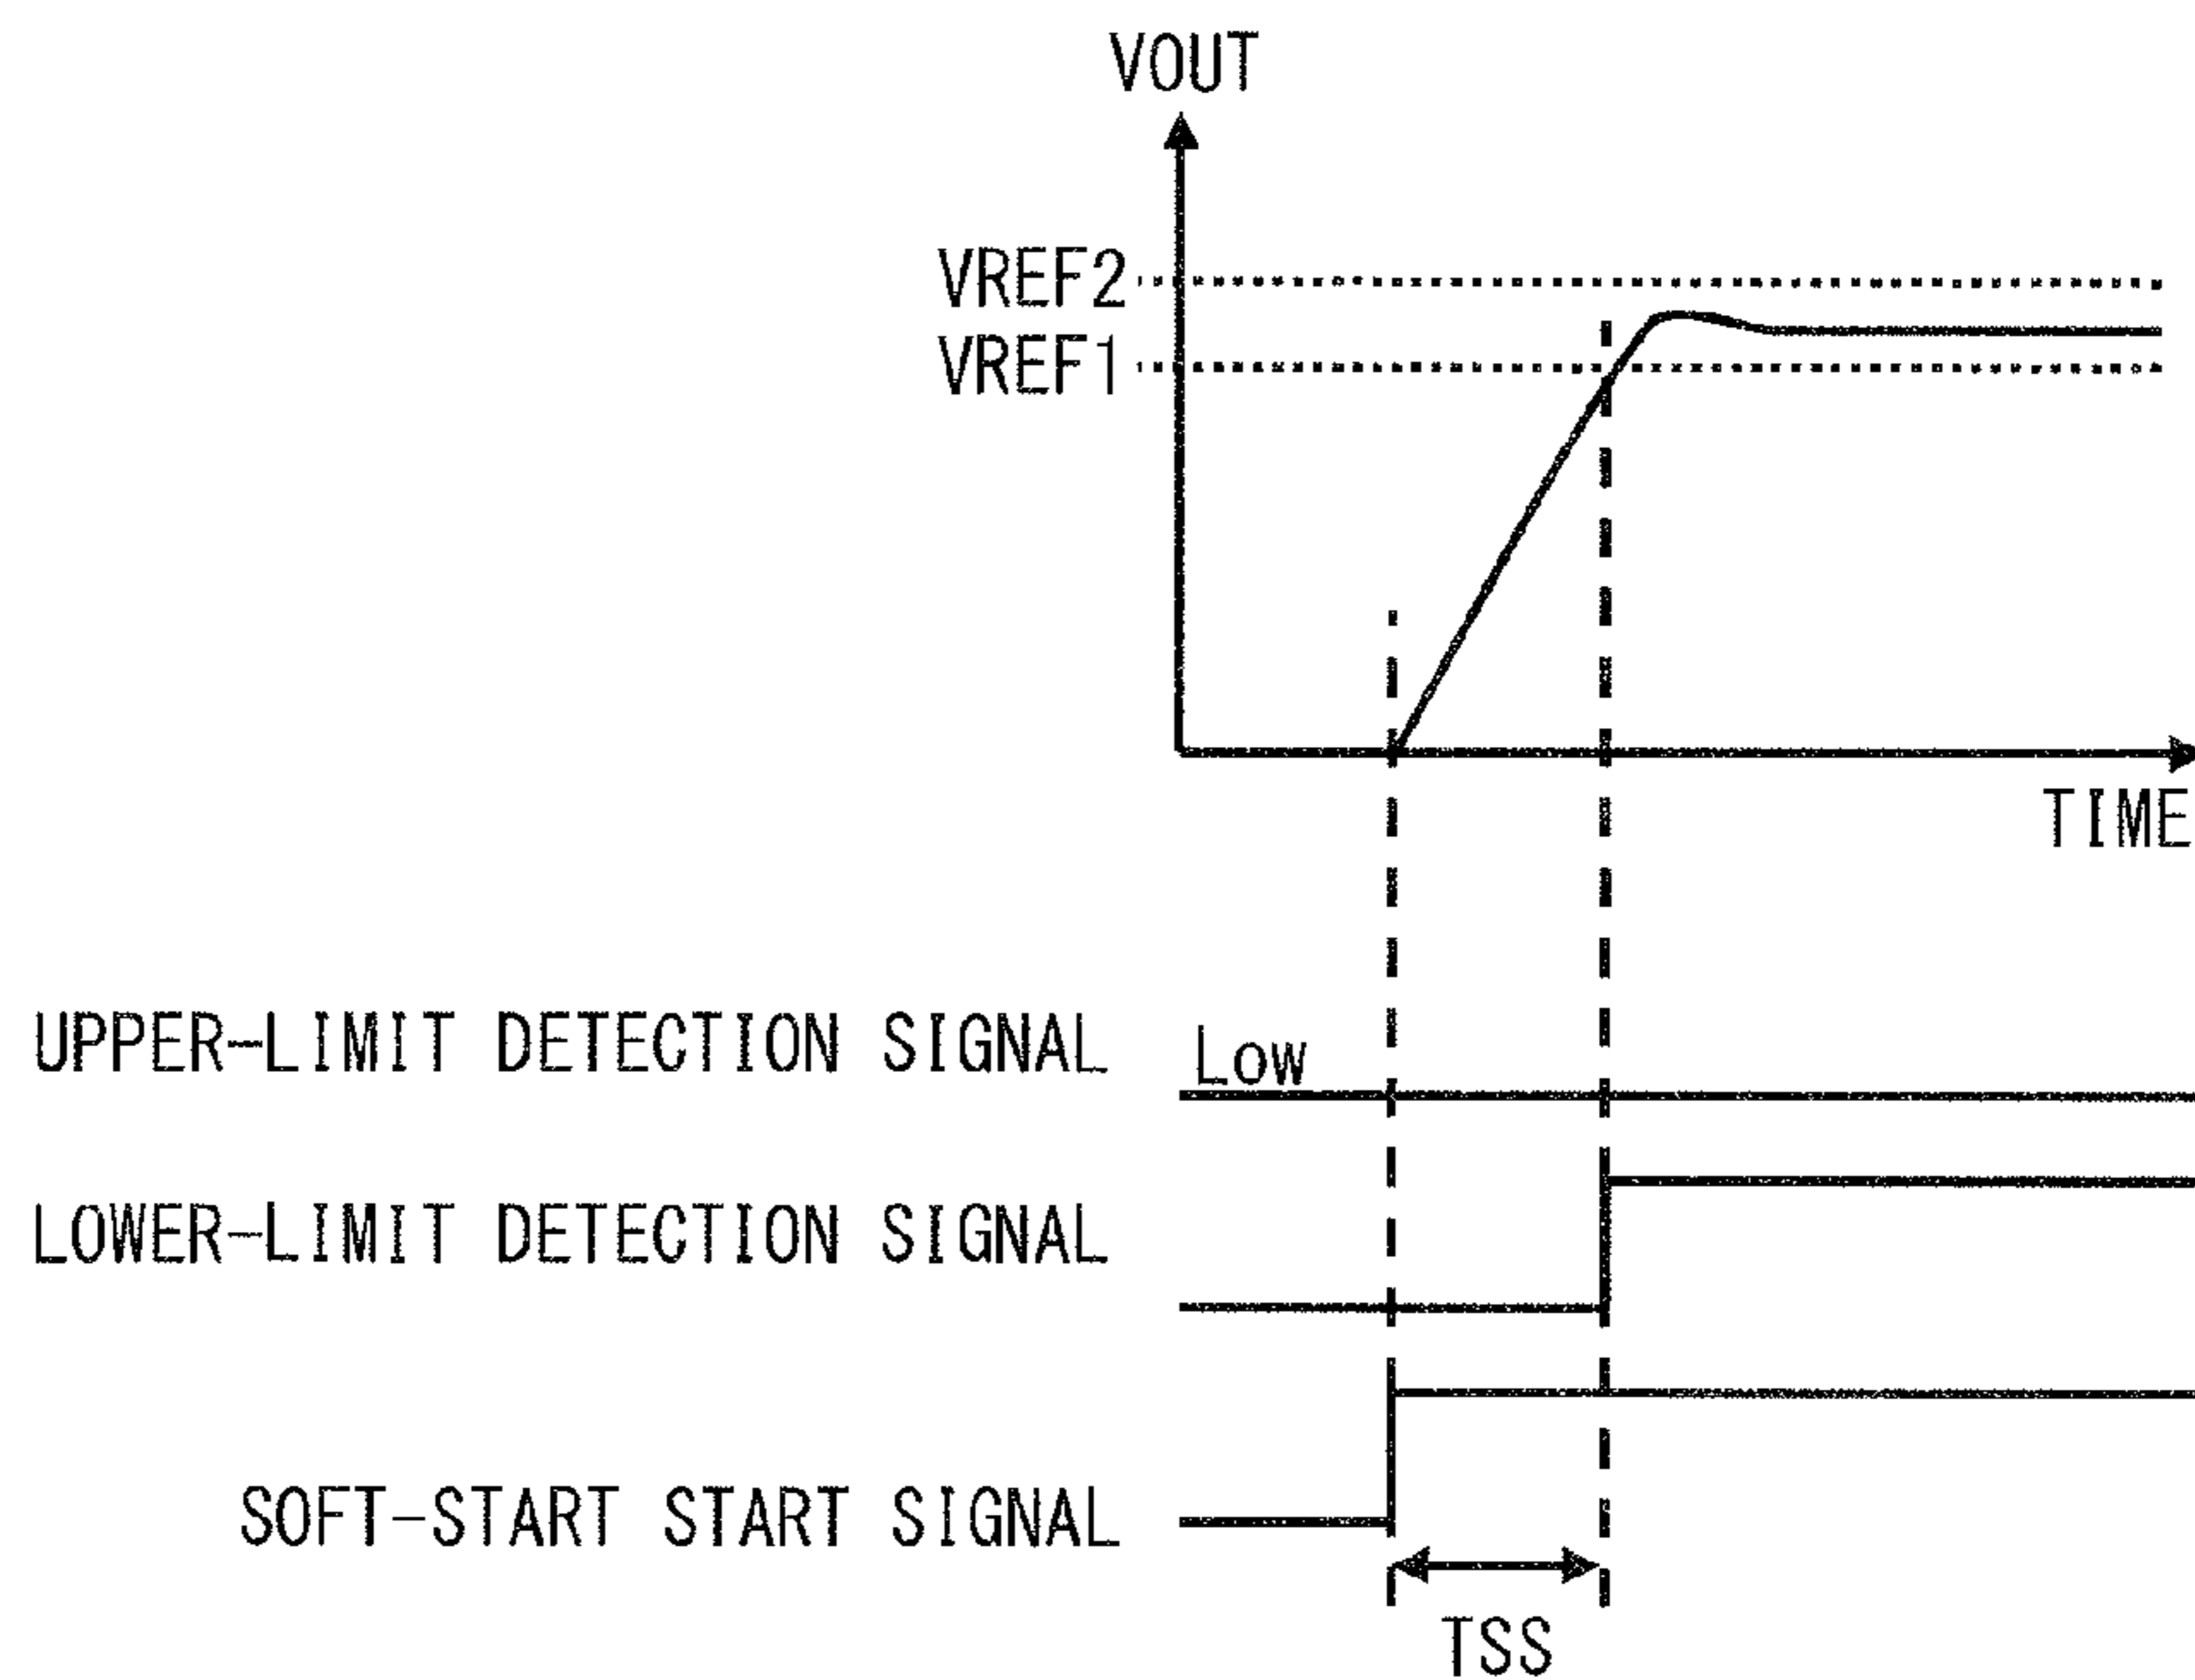 VOUT
VREF2
VREF1
TIME
UPPER-LIMIT DETECTION SIGNAL
Low
LOWER-LIMIT DETECTION SIGNAL
SOFT-START START SIGNAL
TSS